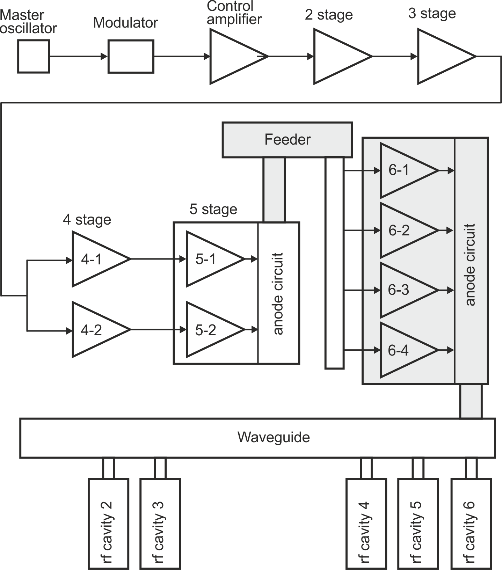 Master
oscillator
Modulator
Control
amplifier
2 stage
3 stage
Feeder
4 stage
5 stage
4-1
4-2
5-1
5-2
anode circuit
6-1
6-2
6-3
6-4
anode circuit
Waveguide
rf cavity 2
rf cavity 3
rf cavity 4
rf cavity 5
rf cavity 6